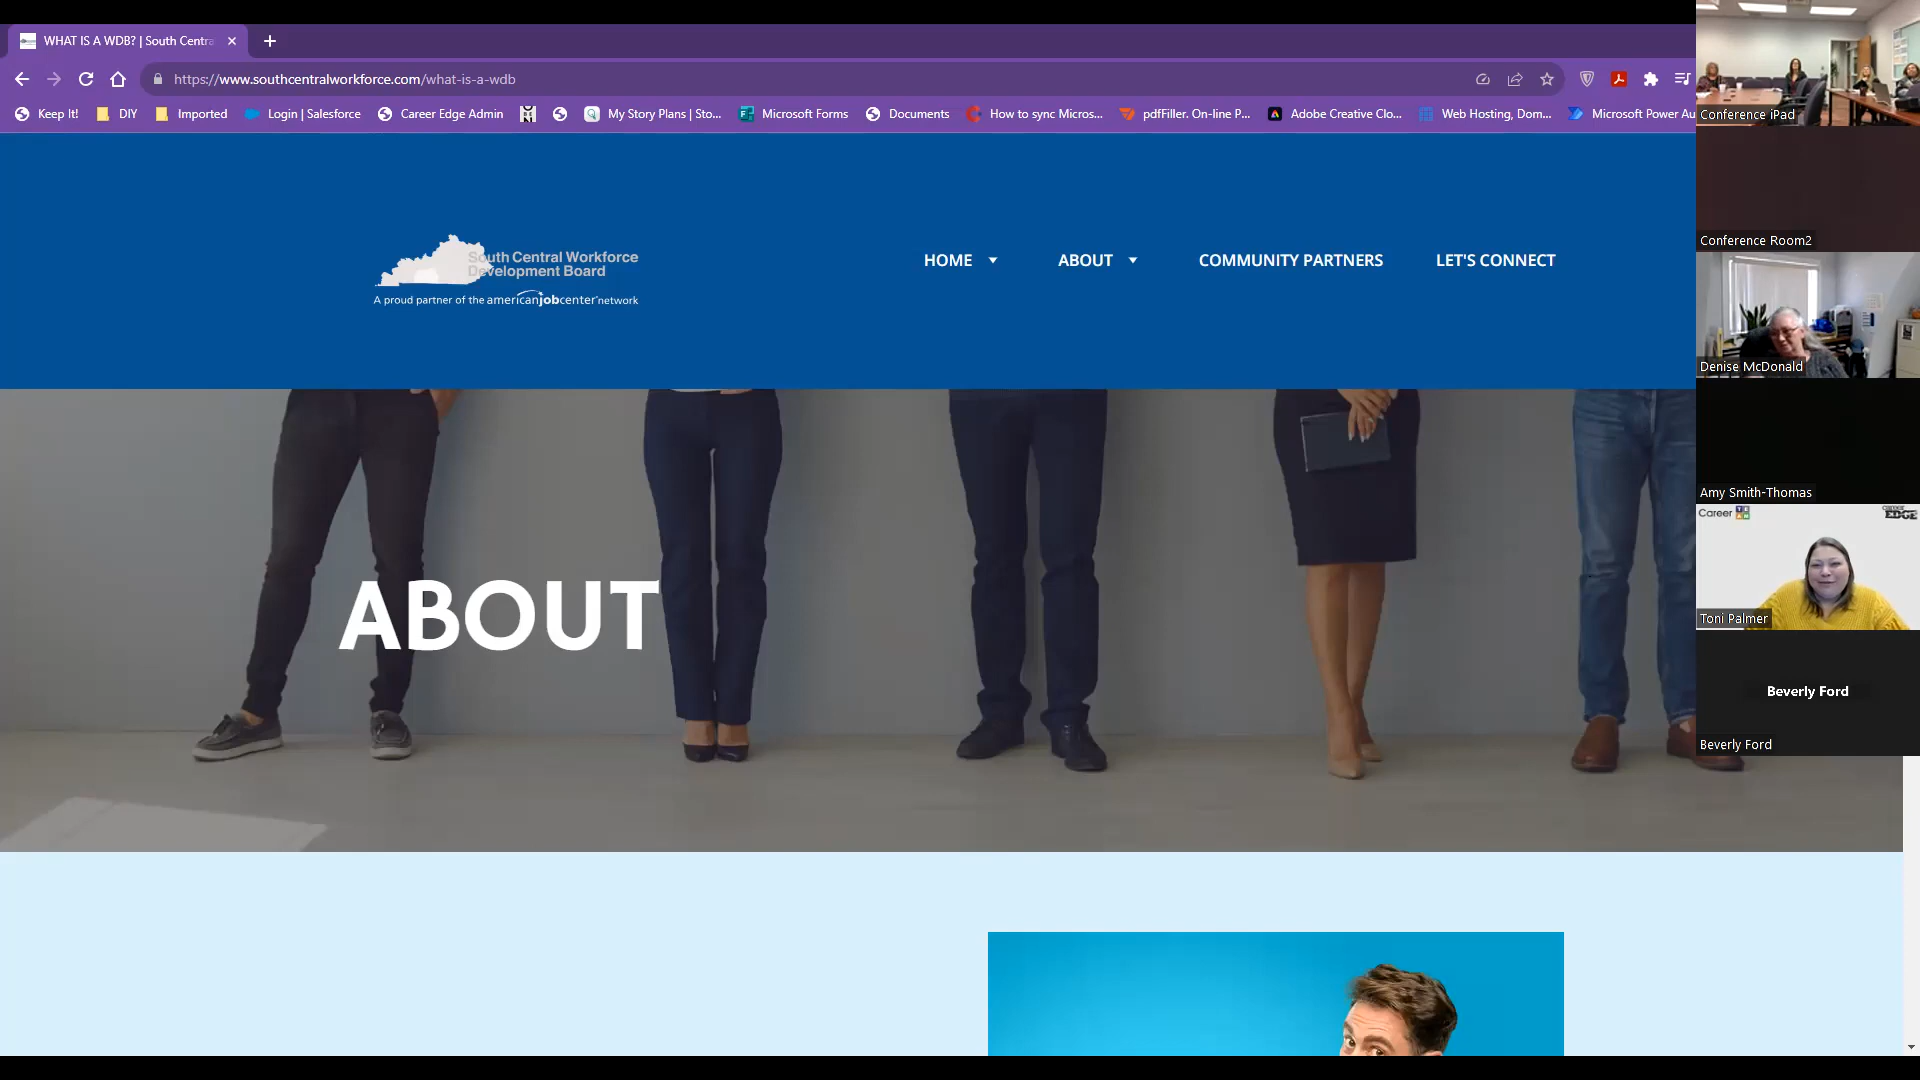 WHAT IS A WDB? | South Centra
https://www.southcentralworkforce.com/what-is-a-wdb
Keep It!
DIY
Imported
Login | Salesforce
Career Edge Admin
My Story Plans | Sto...
Microsoft Forms
Documents
How to sync Micros...
pdfFiller. On-line P...
Adobe Creative Clo...
Web Hosting, Dom...
Microsoft Power Au
South Central Workforce
Development Board
A proud partner of the americanjobcenter network
HOME
ABOUT
COMMUNITY PARTNERS
LET'S CONNECT
ABOUT
Conference iPad
Conference Room2
Denise McDonald
Amy Smith-Thomas
Career TEAM
EDGE
Toni Palmer
Beverly Ford
Beverly Ford